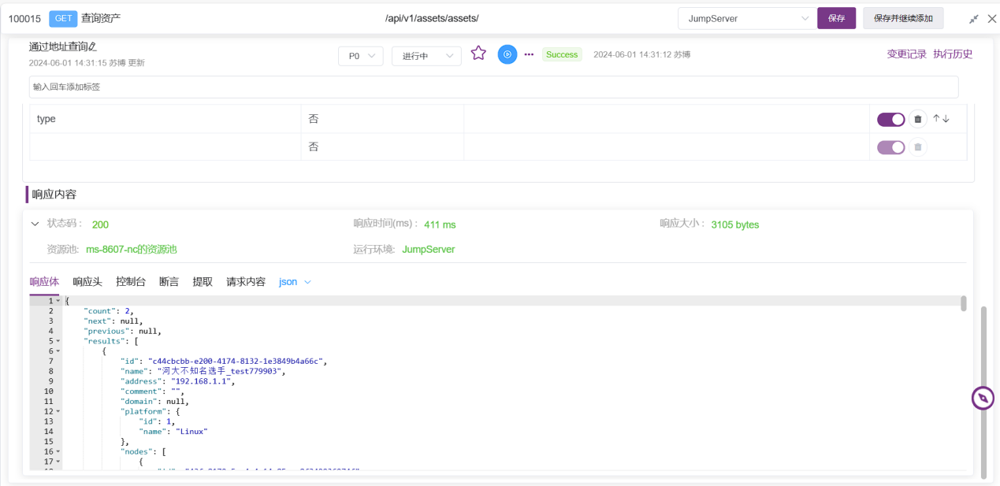 100015 GET 查询资产 /api/v1/assets/assets/ JumpServer 保存 保存并继续添加
通过地址查询
2024-06-01 14:31:15 苏博 更新
P0 进行中 Success 2024-06-01 14:31:12 苏博 变更记录 执行历史
输入回车添加标签
type 否
否
响应内容
状态码： 200 响应时间(ms)： 411 ms 响应大小： 3105 bytes
资源池: ms-8607-nc的资源池 运行环境: JumpServer
响应体 响应头 控制台 断言 提取 请求内容 json
1 {
2 "count": 2,
3 "next": null,
4 "previous": null,
5 "results": [
6 {
7 "id": "c44cbcbb-e200-4174-8132-1e3849b4a66c",
8 "name": "河大不知名选手_test779903",
9 "address": "192.168.1.1",
10 "comment": "",
11 "domain": null,
12 "platform": {
13 "id": 1,
14 "name": "Linux"
15 },
16 "nodes": [
17 {